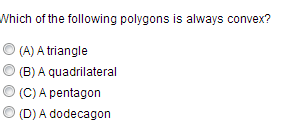 Which of the following polygons is always convex?
(A) A triangle
(B) A quadrilateral
(C) A pentagon
(D) A dodecagon